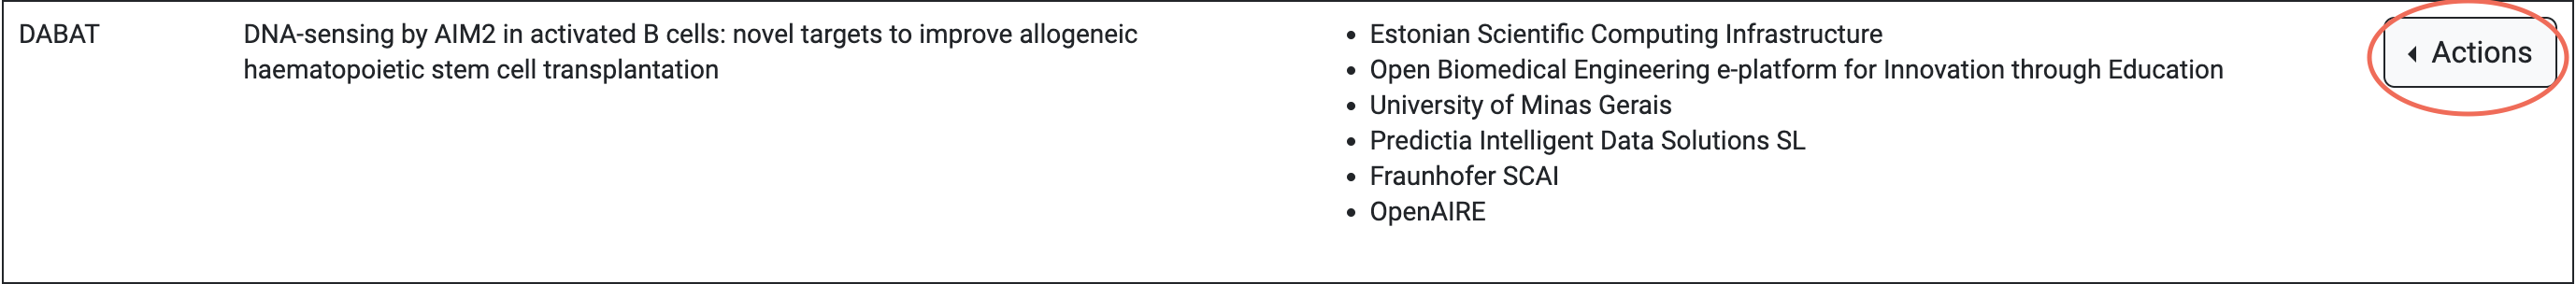 DABAT
DNA-sensing by AIM2 in activated B cells: novel targets to improve allogeneic
haematopoietic stem cell transplantation
• Estonian Scientific Computing Infrastructure
• Open Biomedical Engineering e-platform for Innovation through Education
• University of Minas Gerais
• Predictia Intelligent Data Solutions SL
• Fraunhofer SCAI
• OpenAIRE
Actions